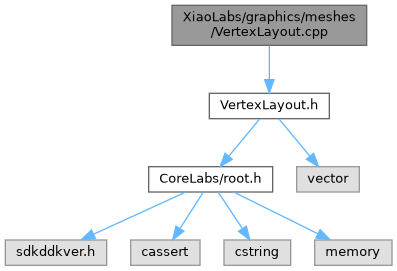 XiaoLabs/graphics/meshes
/VertexLayout.cpp
VertexLayout.h
CoreLabs/root.h
vector
sdkddkver.h
cassert
cstring
memory